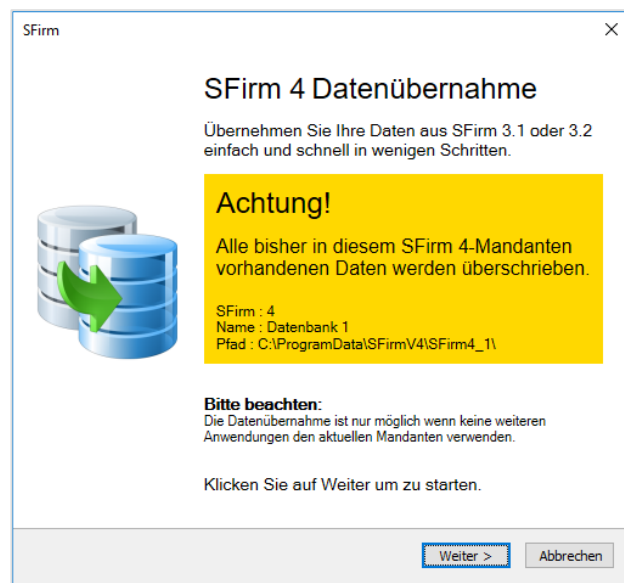 SFirm
SFirm 4 Datenübernahme
Übernehmen Sie Ihre Daten aus SFirm 3.1 oder 3.2
einfach und schnell in wenigen Schritten.
Achtung!
Alle bisher in diesem SFirm 4-Mandanten
vorhandenen Daten werden überschrieben.
SFirm : 4
Name : Datenbank 1
Pfad : C:\ProgramData\SFirmV4\SFirm4_1\
Bitte beachten:
Die Datenübernahme ist nur möglich wenn keine weiteren
Anwendungen den aktuellen Mandanten verwenden.
Klicken Sie auf Weiter um zu starten.
Weiter >
Abbrechen